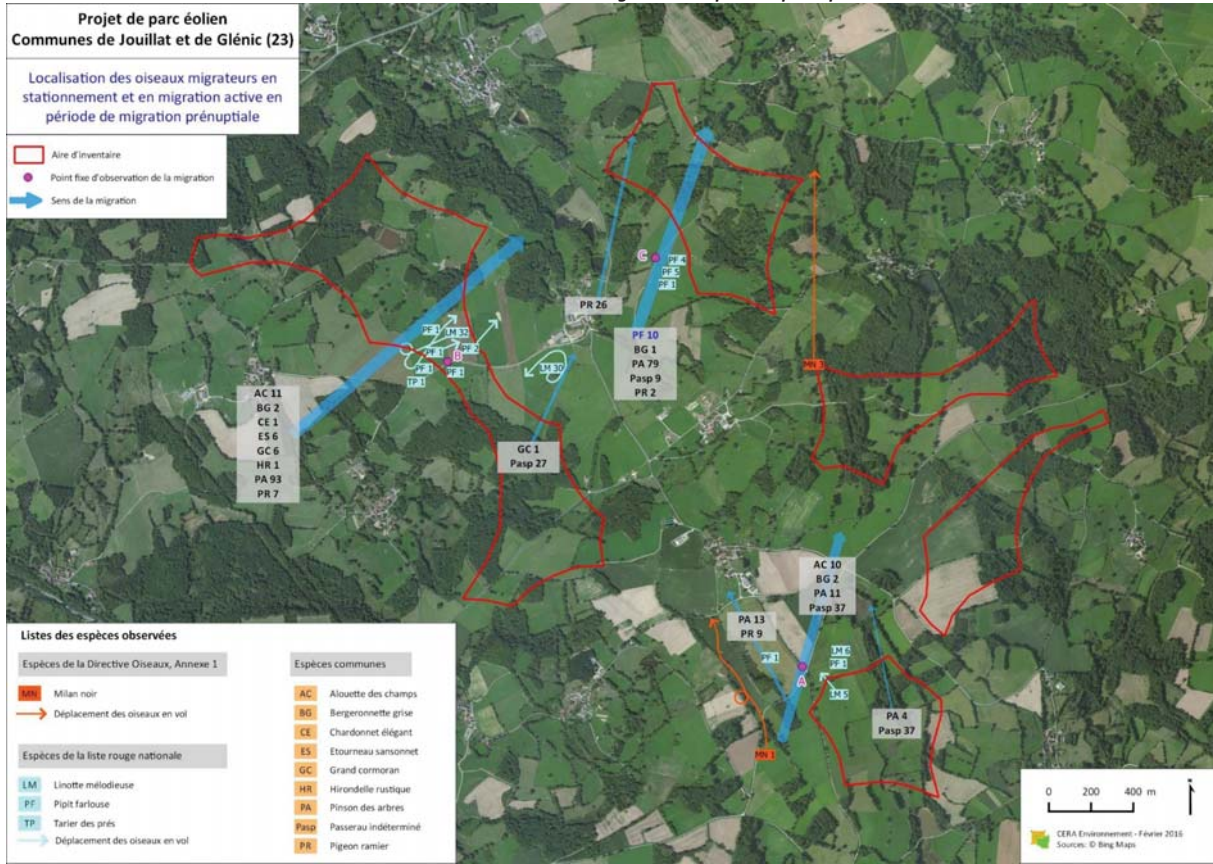 Projet de parc éolien
Communes de Jouillat et de Glénic (23)
Localisation des oiseaux migrateurs en
stationnement et en migration active en
période de migration prénuptiale
Aire d'inventaire
Point fixe d'observation de la migration
Sens de la migration
C
PF 4
PF 5
PF 1
PR 26
PF 10
BG 1
PA 79
Pasp 9
PR 2
PF 1
LM 32
PF 1
B
PF 2
PF 1
PF 1
TP 1
LM 30
AC 11
BG 2
CE 1
ES 6
GC 6
HR 1
PA 93
PR 7
GC 1
Pasp 27
AC 10
BG 2
PA 11
Pasp 37
PA 13
PR 9
PF 1
LM 6
PF 1
A
LM 5
PA 4
Pasp 37
MN 1
Listes des espèces observées
Espèces de la Directive Oiseaux, Annexe 1
MN Milan noir
Déplacement des oiseaux en vol
Espèces de la liste rouge nationale
LM Linotte mélodieuse
PF Pipit farlouse
TP Tarier des prés
Déplacement des oiseaux en vol
Espèces communes
AC Alouette des champs
BG Bergeronnette grise
CE Chardonnet élégant
ES Etourneau sansonnet
GC Grand cormoran
HR Hirondelle rustique
PA Pinson des arbres
Pasp Passerau indéterminé
PR Pigeon ramier
0 200 400 m
CERA Environnement - Février 2016
Sources: © Bing Maps